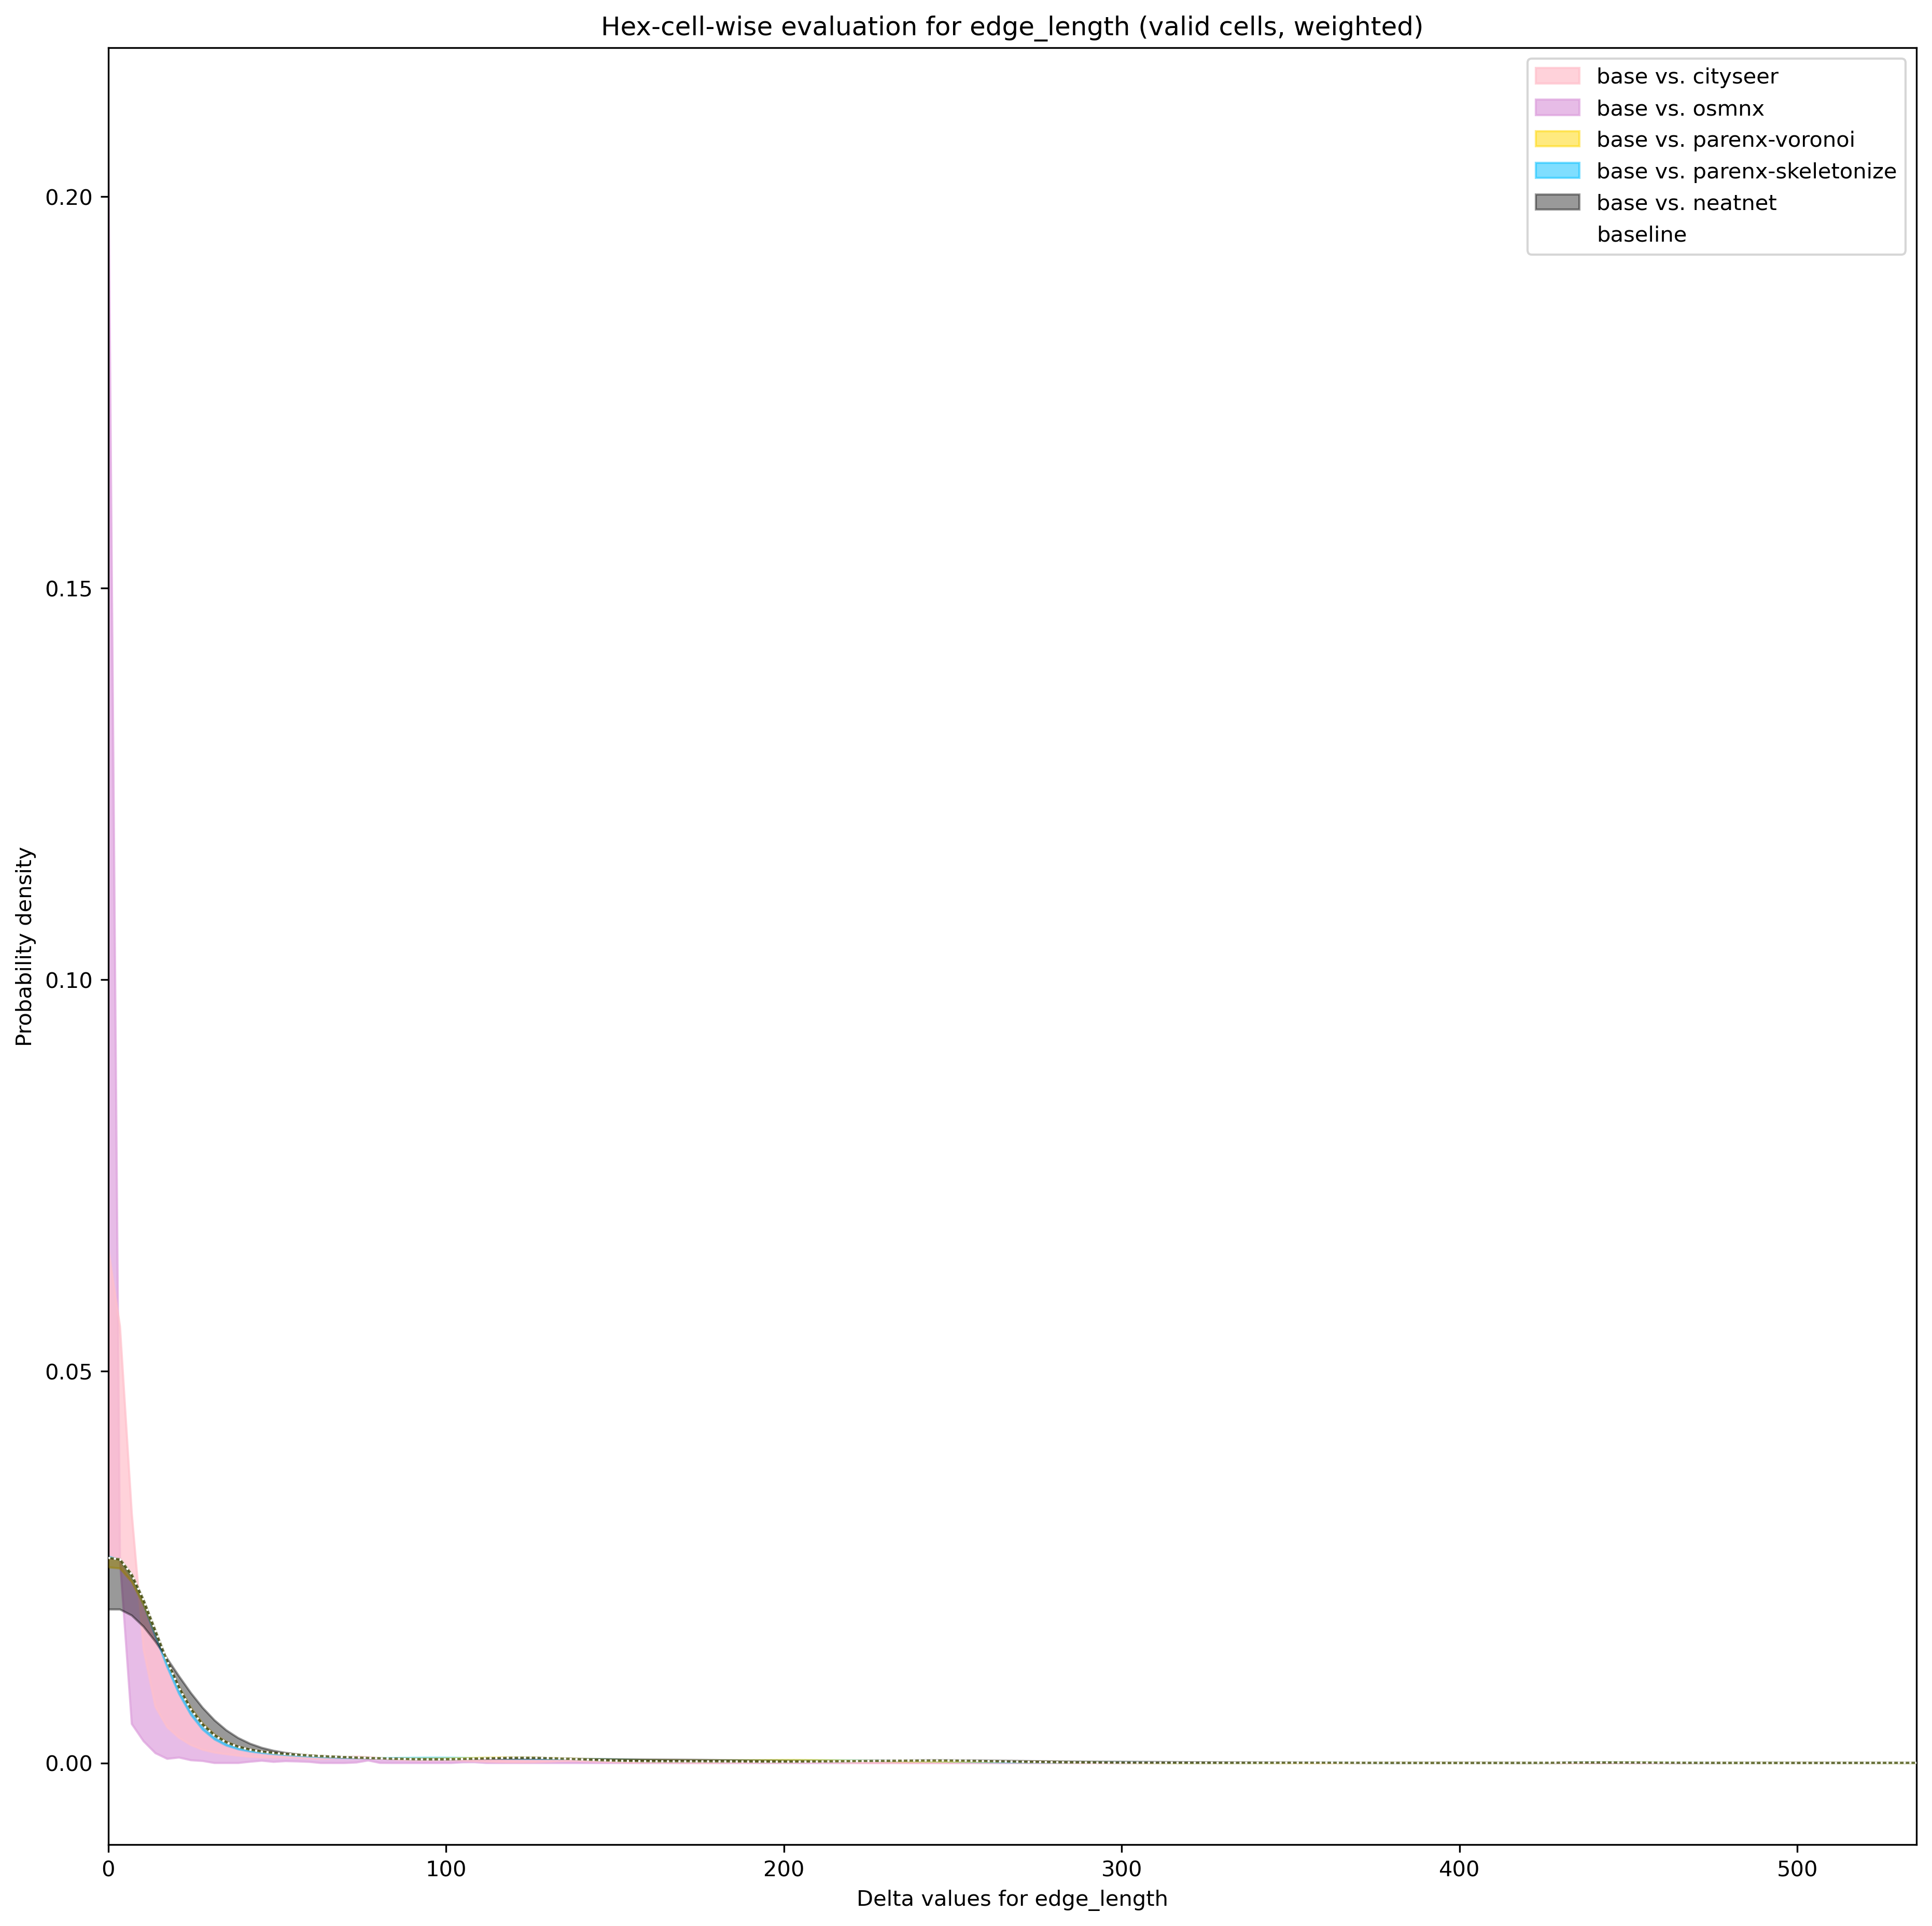 Hex-cell-wise evaluation for edge_length (valid cells, weighted)
base vs. cityseer
base vs. osmnx
base vs. parenx-voronoi
base vs. parenx-skeletonize
base vs. neatnet
baseline
0.20
0.15
0.10
0.05
0.00
Probability density
0
100
200
300
400
500
Delta values for edge_length